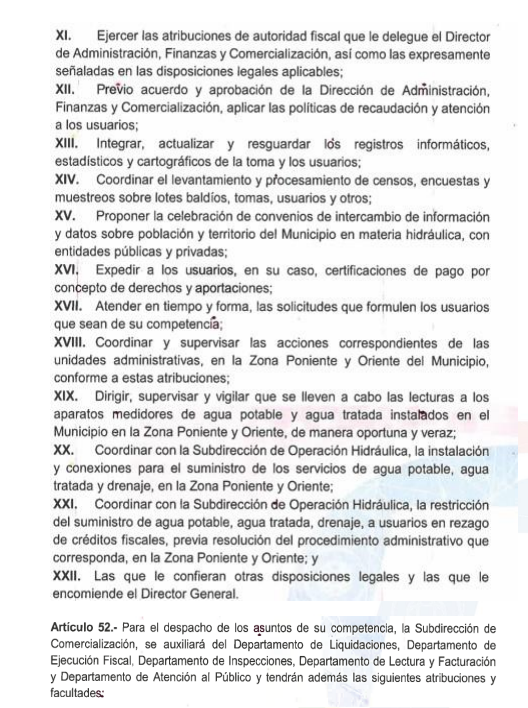 XI. Ejercer las atribuciones de autoridad fiscal que le delegue el Director
de Administración, Finanzas y Comercialización, así como las expresamente
señaladas en las disposiciones legales aplicables;
XII. Previo acuerdo y aprobación de la Dirección de Administración,
Finanzas y Comercialización, aplicar las políticas de recaudación y atención
a los usuarios;
XIII. Integrar, actualizar y resguardar los registros informáticos,
estadísticos y cartográficos de la toma y los usuarios;
XIV. Coordinar el levantamiento y procesamiento de censos, encuestas y
muestreos sobre lotes baldíos, tomas, usuarios y otros;
XV. Proponer la celebración de convenios de intercambio de información
y datos sobre población y territorio del Municipio en materia hidráulica, con
entidades públicas y privadas;
XVI. Expedir a los usuarios, en su caso, certificaciones de pago por
concepto de derechos y aportaciones;
XVII. Atender en tiempo y forma, las solicitudes que formulen los usuarios
que sean de su competencia;
XVIII. Coordinar y supervisar las acciones correspondientes de las
unidades administrativas, en la Zona Poniente y Oriente del Municipio,
conforme a estas atribuciones;
XIX. Dirigir, supervisar y vigilar que se lleven a cabo las lecturas a los
aparatos medidores de agua potable y agua tratada instalados en el
Municipio en la Zona Poniente y Oriente, de manera oportuna y veraz;
XX. Coordinar con la Subdirección de Operación Hidráulica, la instalación
y conexiones para el suministro de los servicios de agua potable, agua
tratada y drenaje, en la Zona Poniente y Oriente;
XXI. Coordinar con la Subdirección de Operación Hidráulica, la restricción
del suministro de agua potable, agua tratada, drenaje, a usuarios en rezago
de créditos fiscales, previa resolución del procedimiento administrativo que
corresponda, en la Zona Poniente y Oriente; y
XXII. Las que le confieran otras disposiciones legales y las que le
encomiende el Director General.
Artículo 52.- Para el despacho de los asuntos de su competencia, la Subdirección de
Comercialización, se auxiliará del Departamento de Liquidaciones, Departamento de
Ejecución Fiscal, Departamento de Inspecciones, Departamento de Lectura y Facturación
y Departamento de Atención al Público y tendrán además las siguientes atribuciones y
facultades: